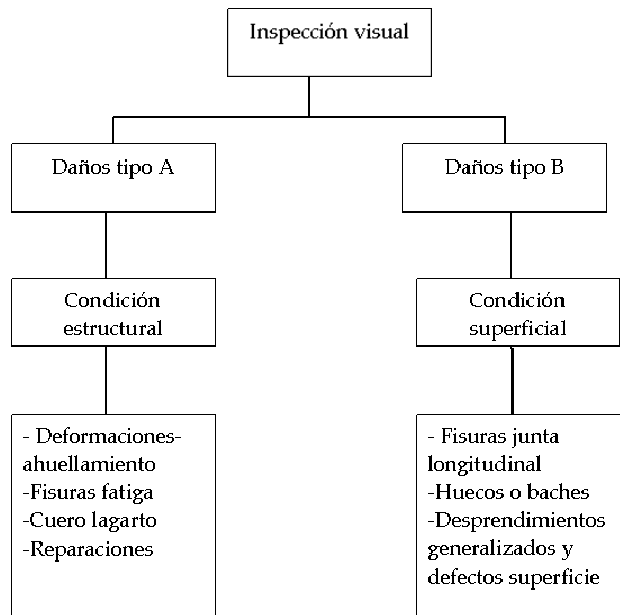 Inspección visual
Daños tipo A
Daños tipo B
Condición
estructural
Condición
superficial
- Deformaciones-
ahuellamiento
-Fisuras fatiga
-Cuero lagarto
-Reparaciones
- Fisuras junta
longitudinal
-Huecos o baches
-Desprendimientos
generalizados y
defectos superficie